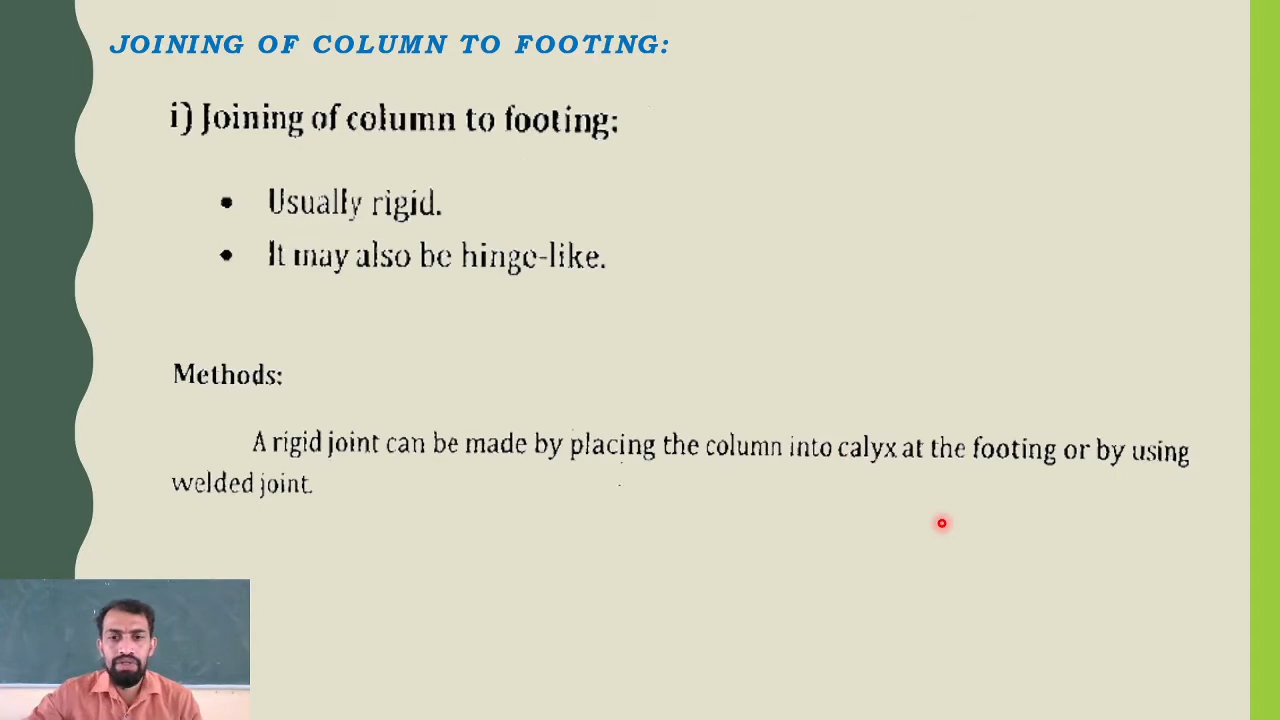 JOINING OF COLUMN TO FOOTING:
i) Joining of column to footing:
• Usually rigid.
• It may also be hinge-like.
Methods:
A rigid joint can be made by placing the column into calyx at the footing or by using
welded joint.